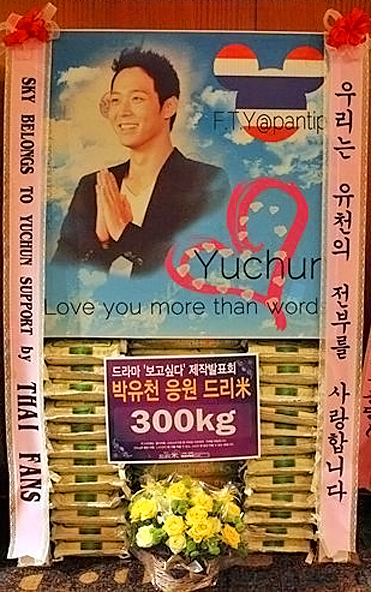 SKY BELONGS TO YUCHUN SUPPORT by THAI FANS
F.T.Y@pantip
Yuchun
Love you more than word
우리는 유천의 전부를 사랑합니다
드라마 '보고싶다' 제작발표회
박유천 응원 드리米
300kg